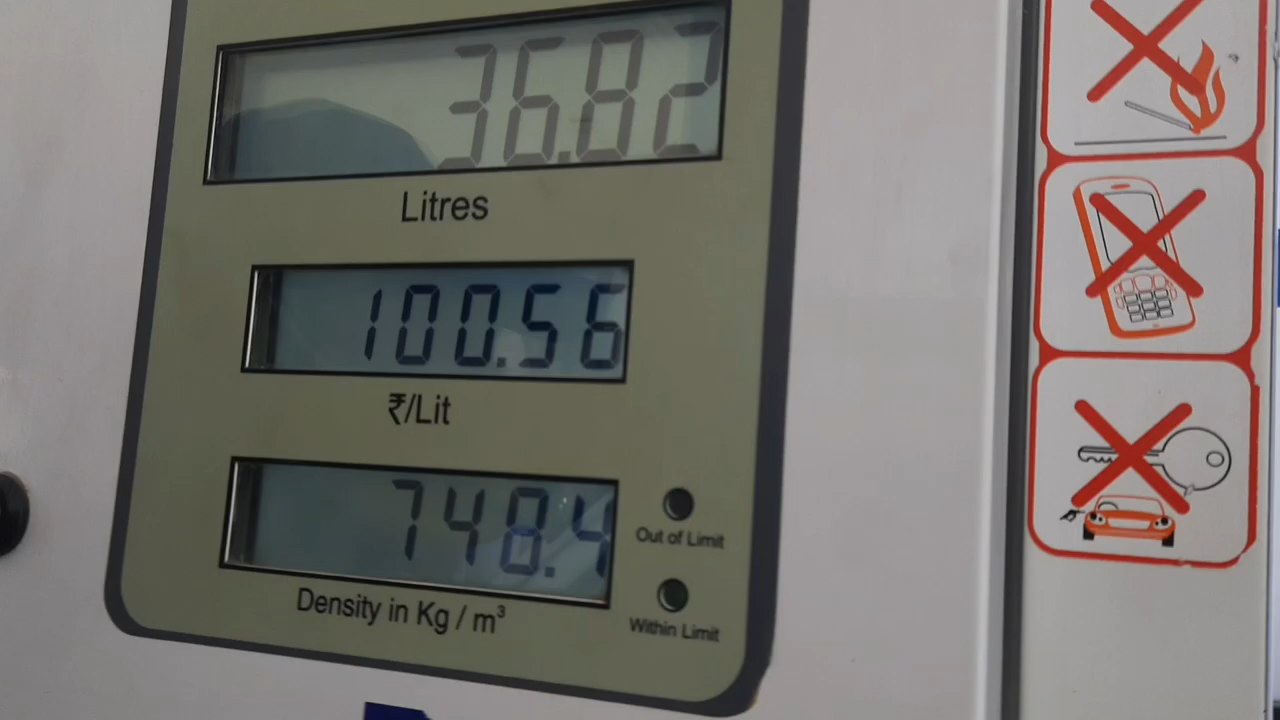 36.82
Litres
100.56
₹/Lit
748.4
Out of Limit
Density in Kg / m³
Within Limit